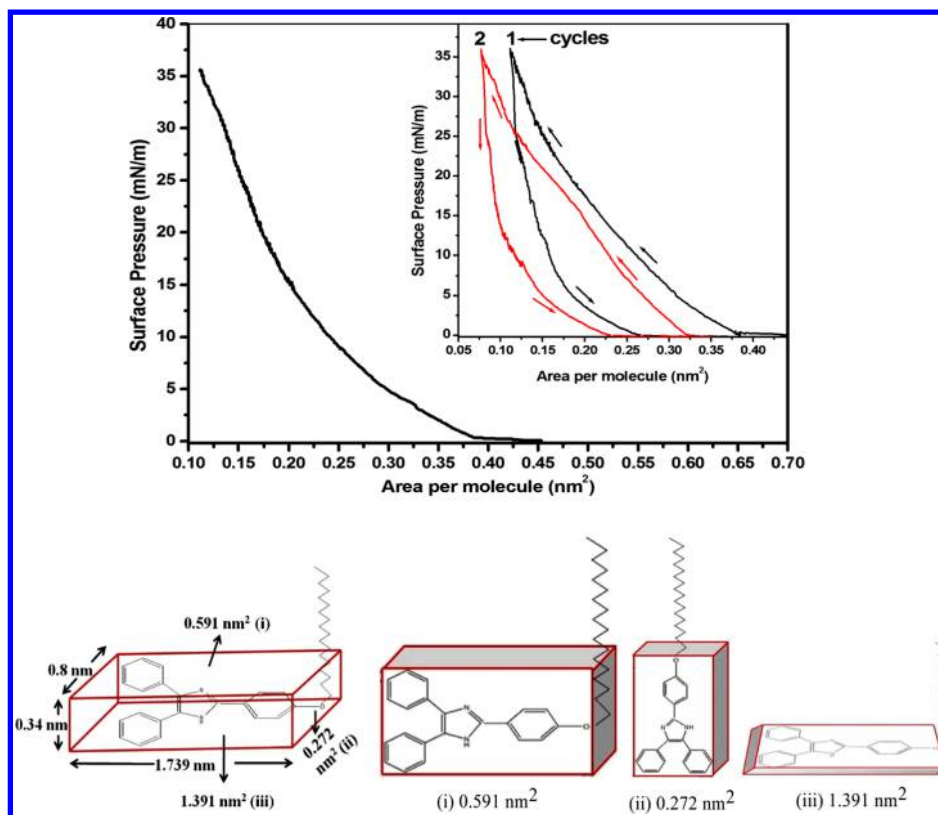 40
35
30
25
20
15
10
5
0
Surface Pressure (mN/m)
0.10 0.15 0.20 0.25 0.30 0.35 0.40 0.45 0.50 0.55 0.60 0.65 0.70
Area per molecule (nm²)
2 1 cycles
35
30
25
20
15
10
5
0
Surface Pressure (mN/m)
0.05 0.10 0.15 0.20 0.25 0.30 0.35 0.40
Area per molecule (nm²)
0.591 nm² (i)
0.8 nm
0.34 nm
1.739 nm
0.272
nm² (ii)
1.391 nm² (iii)
N
NH
O
(i) 0.591 nm²
O
N
NH
(ii) 0.272 nm²
(iii) 1.391 nm²